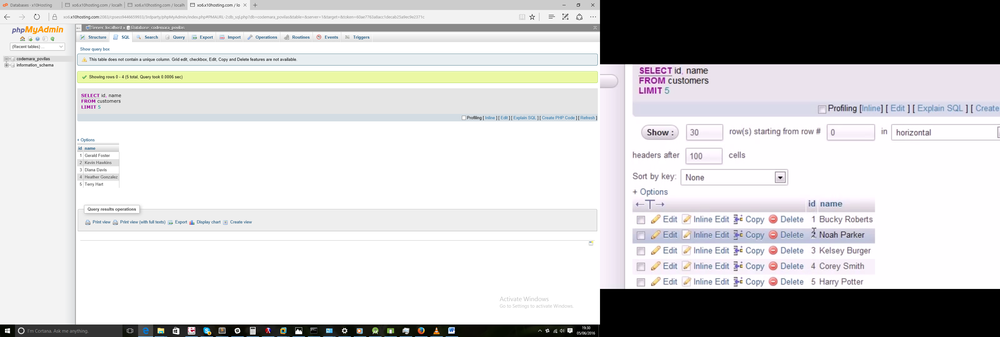 Databases - x10Hosting
xo6.x10hosting.com / localh
xo6.x10hosting.com / localh
xo6.x10hosting.com / lo
xo6.x10hosting.com:2083/cpsess9446659933/3rdparty/phpMyAdmin/index.php#PMAURL-2:db_sql.php?db=codemara_povilas&table=&server=1&target=&token=60ae7763a8acc1decab25a9ec9e2371c
phpMyAdmin
(Recent tables) ...
codemara_povilas
information_schema
Server: localhost » Database: codemara_povilas
Structure SQL Search Query Export Import Operations Routines Events Triggers
Show query box
This table does not contain a unique column. Grid edit, checkbox, Edit, Copy and Delete features are not available.
Showing rows 0 - 4 (5 total, Query took 0.0006 sec)
SELECT id, name
FROM customers
LIMIT 5
Profiling [ Inline ] [ Edit ] [ Explain SQL ] [ Create PHP Code ] [ Refresh ]
+ Options
id name
1 Gerald Foster
2 Kevin Hawkins
3 Diana Davis
4 Heather Gonzalez
5 Terry Hart
Query results operations
Print view Print view (with full texts) Export Display chart Create view
Activate Windows
Go to Settings to activate Windows.
I'm Cortana. Ask me anything.
19:30
05/06/2016
SELECT id, name
FROM customers
LIMIT 5
Profiling [Inline] [ Edit ] [ Explain SQL ] [ Create
Show : 30 row(s) starting from row # 0 in horizontal
headers after 100 cells
Sort by key: None
+ Options
id name
Edit Inline Edit Copy Delete 1 Bucky Roberts
Edit Inline Edit Copy Delete 2 Noah Parker
Edit Inline Edit Copy Delete 3 Kelsey Burger
Edit Inline Edit Copy Delete 4 Corey Smith
Edit Inline Edit Copy Delete 5 Harry Potter